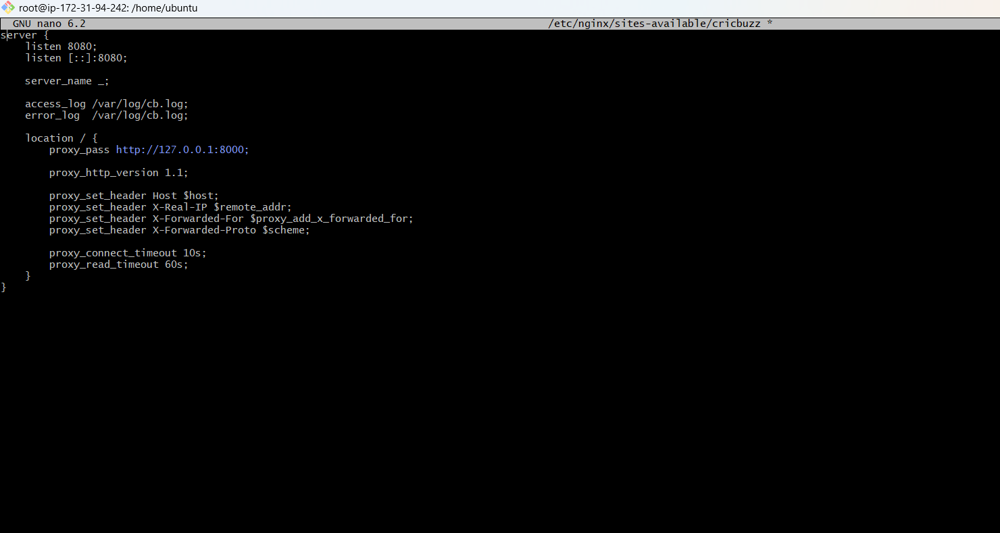 root@ip-172-31-94-242: /home/ubuntu
GNU nano 6.2 /etc/nginx/sites-available/cricbuzz *
server {
    listen 8080;
    listen [::]:8080;

    server_name _;

    access_log /var/log/cb.log;
    error_log  /var/log/cb.log;

    location / {
        proxy_pass http://127.0.0.1:8000;

        proxy_http_version 1.1;

        proxy_set_header Host $host;
        proxy_set_header X-Real-IP $remote_addr;
        proxy_set_header X-Forwarded-For $proxy_add_x_forwarded_for;
        proxy_set_header X-Forwarded-Proto $scheme;

        proxy_connect_timeout 10s;
        proxy_read_timeout 60s;
    }
}